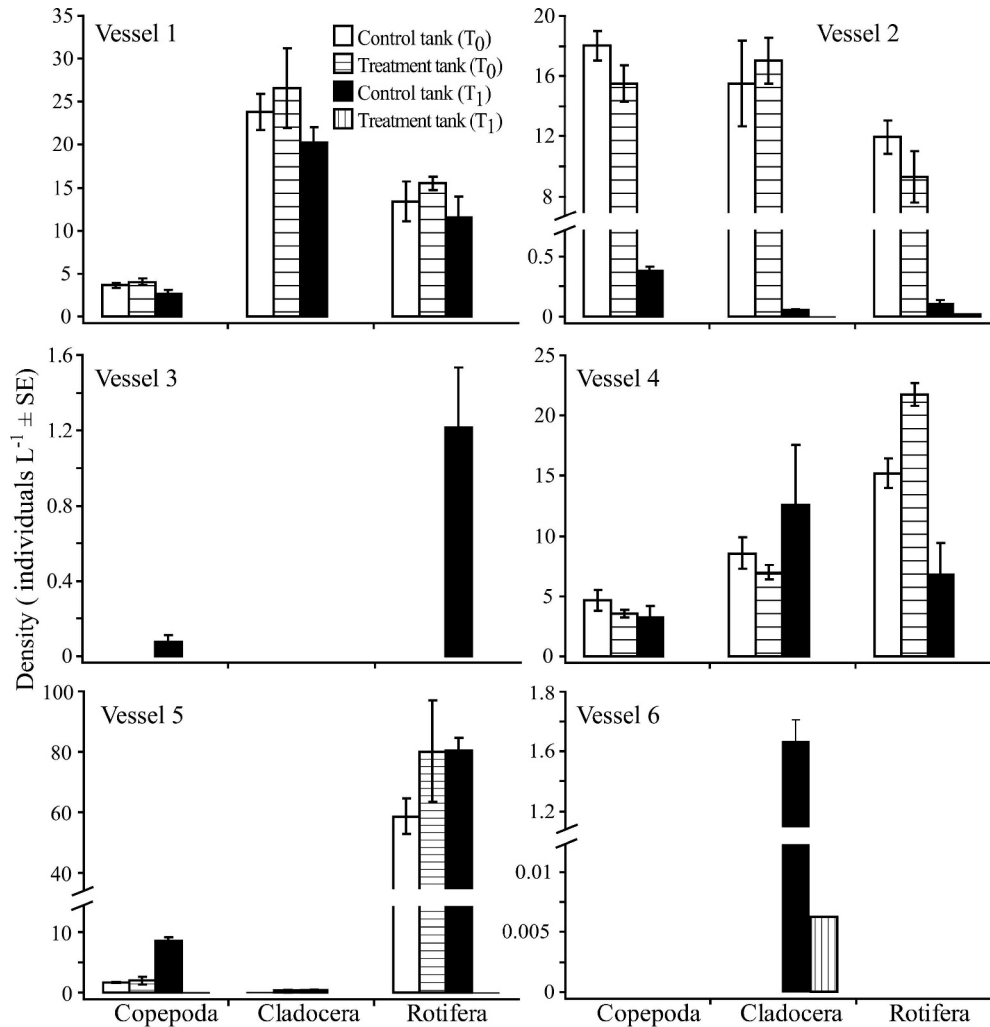 Vessel 1
35
30
25
20
15
10
5
0
Control tank (T0)
Treatment tank (T0)
Control tank (T1)
Treatment tank (T1)
Vessel 2
20
16
12
8
0.5
0
Density ( individuals L-1 ± SE)
Vessel 3
1.6
1.2
0.8
0.4
0
Vessel 4
25
20
15
10
5
0
Vessel 5
100
80
60
40
10
0
Copepoda Cladocera Rotifera
Vessel 6
1.8
1.6
1.2
0.01
0.005
0
Copepoda Cladocera Rotifera